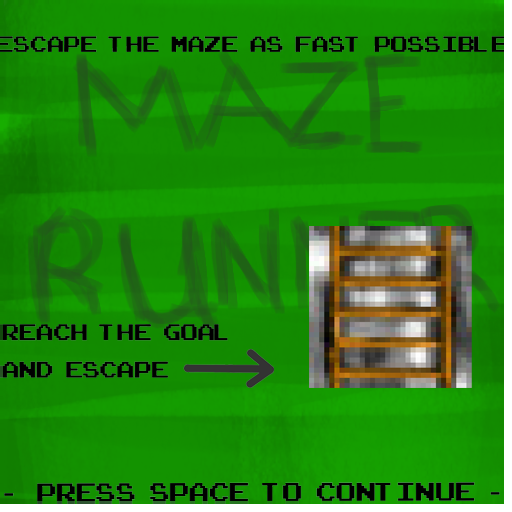 ESCAPE THE MAZE AS FAST POSSIBLE
MAZE
RUNNER
REACH THE GOAL
AND ESCAPE
- PRESS SPACE TO CONTINUE -